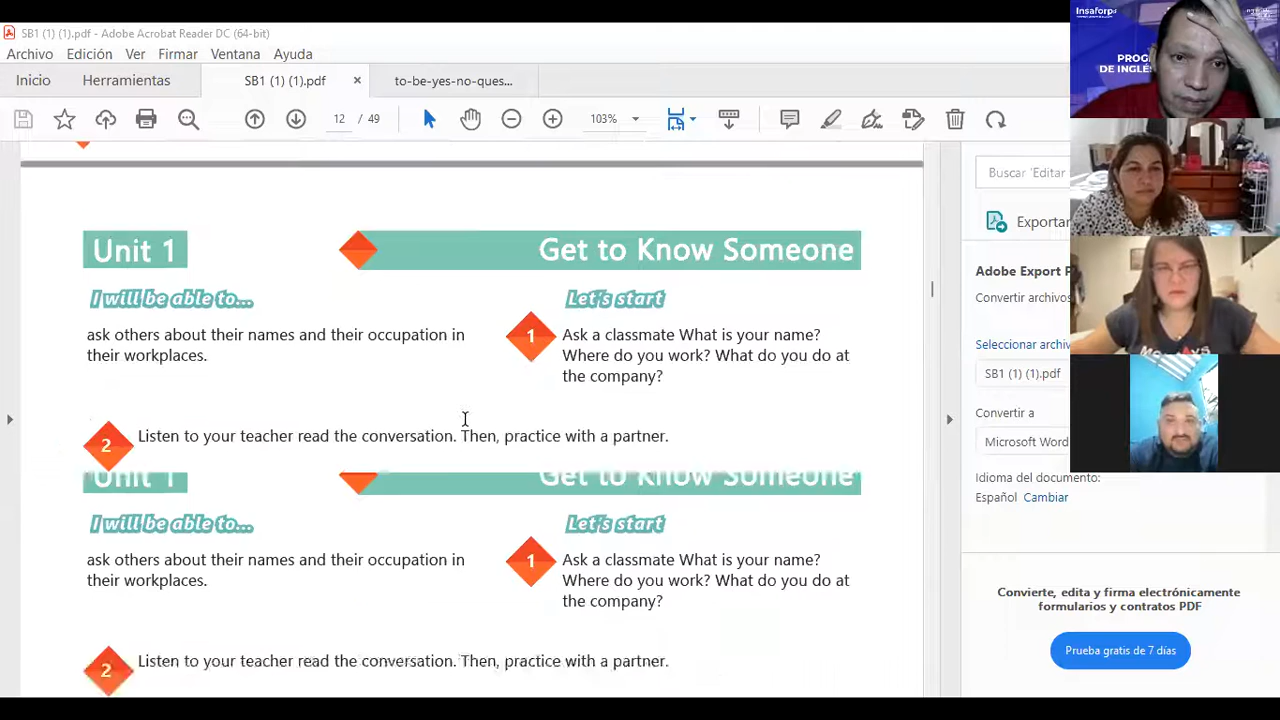 SB1 (1) (1).pdf - Adobe Acrobat Reader DC (64-bit)
Archivo Edición Ver Firmar Ventana Ayuda
Inicio Herramientas SB1 (1) (1).pdf × to-be-yes-no-ques...
12 / 49 103%
Unit 1 Get to Know Someone
I will be able to...
ask others about their names and their occupation in
their workplaces.
Let's start
1 Ask a classmate What is your name?
Where do you work? What do you do at
the company?
2 Listen to your teacher read the conversation. Then, practice with a partner.
Unit 1 Get to Know Someone
I will be able to...
ask others about their names and their occupation in
their workplaces.
Let's start
1 Ask a classmate What is your name?
Where do you work? What do you do at
the company?
2 Listen to your teacher read the conversation. Then, practice with a partner.
Buscar 'Editar
Exportar
Adobe Export P
Convertir archivos
Seleccionar archiv
SB1 (1) (1).pdf
Convertir a
Microsoft Word
Idioma del documento:
Español Cambiar
Convierte, edita y firma electrónicamente
formularios y contratos PDF
Prueba gratis de 7 días
Insaforp
PROG
DE INGLÉS